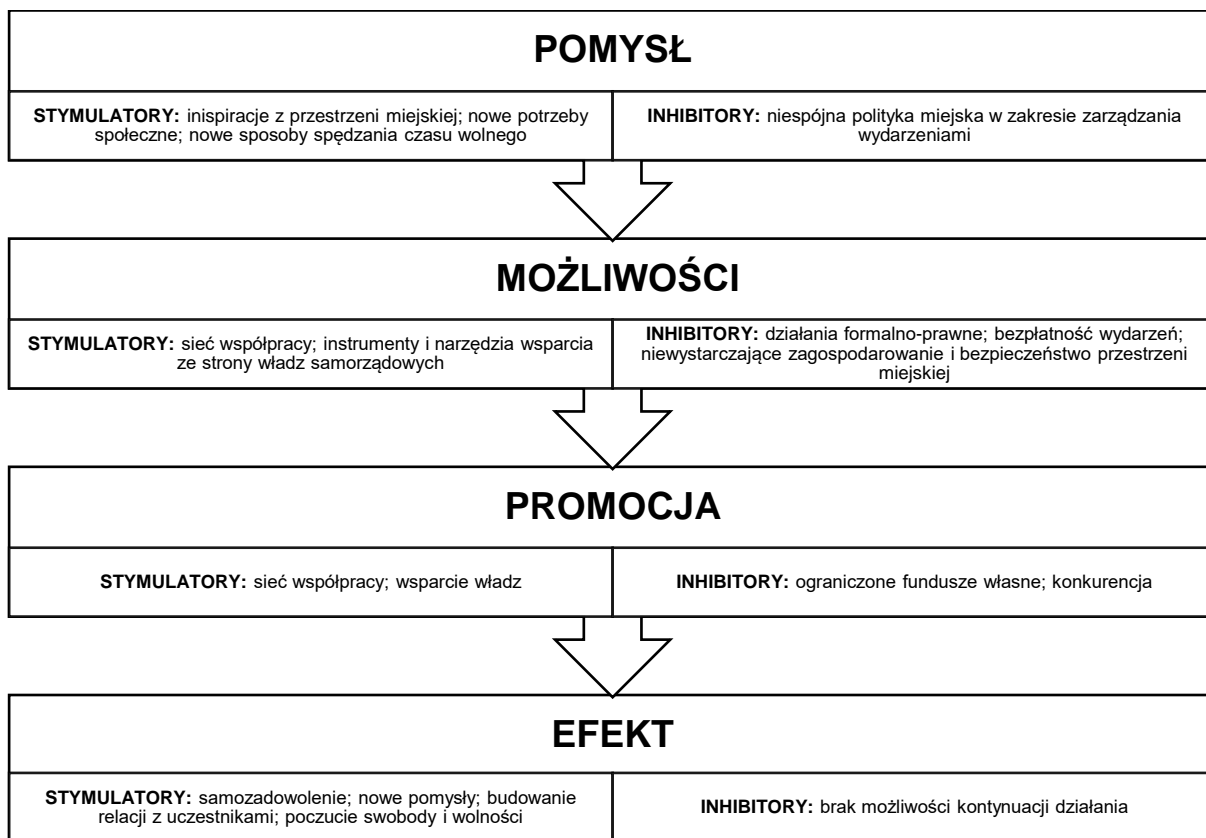 POMYSŁ
STYMULATORY: inispiracje z przestrzeni miejskiej; nowe potrzeby
społeczne; nowe sposoby spędzania czasu wolnego
INHIBITORY: niespójna polityka miejska w zakresie zarządzania
wydarzeniami
MOŻLIWOŚCI
STYMULATORY: sieć współpracy; instrumenty i narzędzia wsparcia
ze strony władz samorządowych
INHIBITORY: działania formalno-prawne; bezpłatność wydarzeń;
niewystarczające zagospodarowanie i bezpieczeństwo przestrzeni
miejskiej
PROMOCJA
STYMULATORY: sieć współpracy; wsparcie władz
INHIBITORY: ograniczone fundusze własne; konkurencja
EFEKT
STYMULATORY: samozadowolenie; nowe pomysły; budowanie
relacji z uczestnikami; poczucie swobody i wolności
INHIBITORY: brak możliwości kontynuacji działania